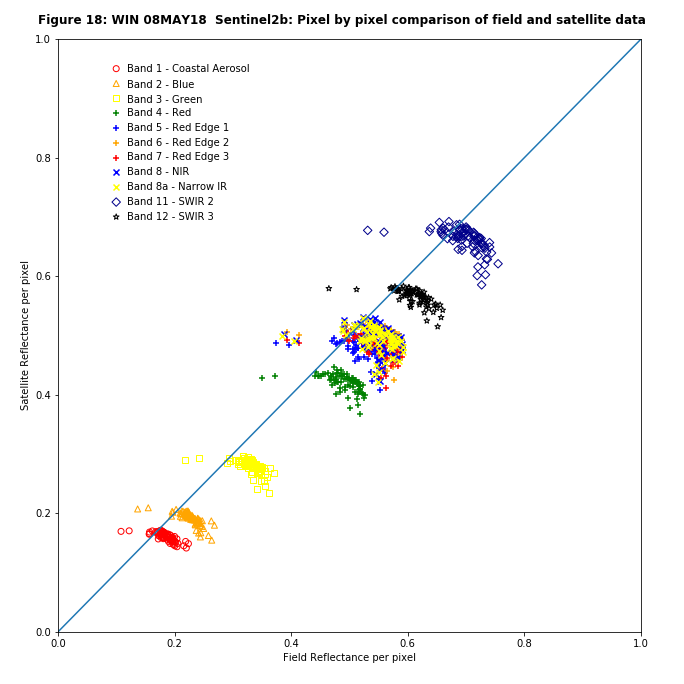 Figure 18: WIN 08MAY18  Sentinel2b: Pixel by pixel comparison of field and satellite data
1.0
0.8
0.6
0.4
0.2
0.0
Satellite Reflectance per pixel
Band 1 - Coastal Aerosol
Band 2 - Blue
Band 3 - Green
Band 4 - Red
Band 5 - Red Edge 1
Band 6 - Red Edge 2
Band 7 - Red Edge 3
Band 8 - NIR
Band 8a - Narrow IR
Band 11 - SWIR 2
Band 12 - SWIR 3
0.0 0.2 0.4 0.6 0.8 1.0
Field Reflectance per pixel